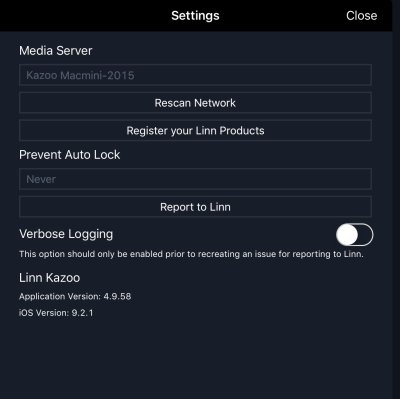 Settings
Close
Media Server
Kazoo Macmini-2015
Rescan Network
Register your Linn Products
Prevent Auto Lock
Never
Report to Linn
Verbose Logging
This option should only be enabled prior to recreating an issue for reporting to Linn.
Linn Kazoo
Application Version: 4.9.58
iOS Version: 9.2.1